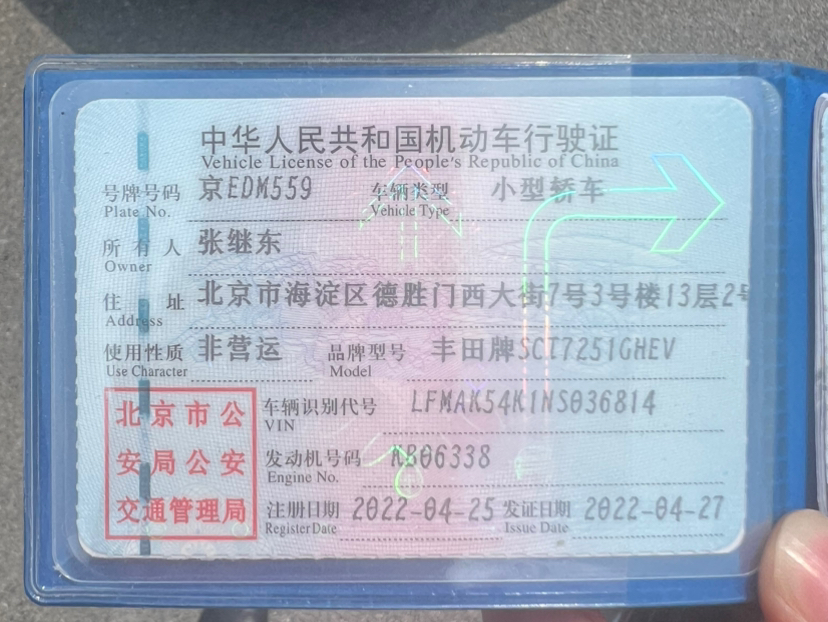 中华人民共和国机动车行驶证
Vehicle License of the People's Republic of China
号牌号码 京EDM559 车辆类型 小型轿车
Plate No. Vehicle Type
所有人 张继东
Owner
住址 北京市海淀区德胜门西大街7号3号楼13层2号
Address
使用性质 非营运 品牌型号 丰田牌SCT7251GHEV
Use Character Model
北京市公 车辆识别代号 LFMAK54K1NS036814
VIN
安局公安 发动机号码 KB06338
Engine No.
交通管理局 注册日期 2022-04-25 发证日期 2022-04-27
Register Date Issue Date